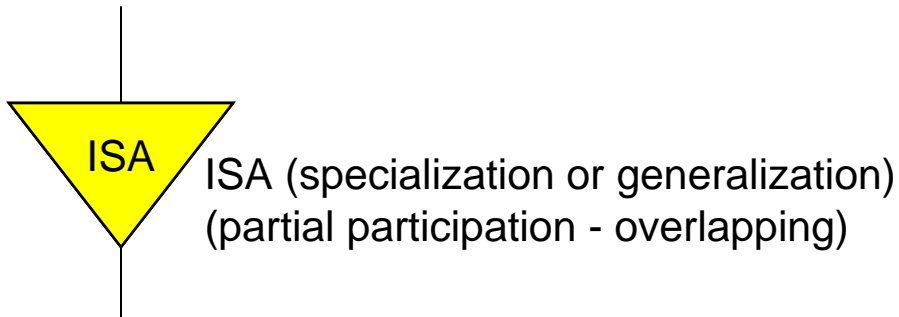 ISA
ISA (specialization or generalization)
(partial participation - overlapping)